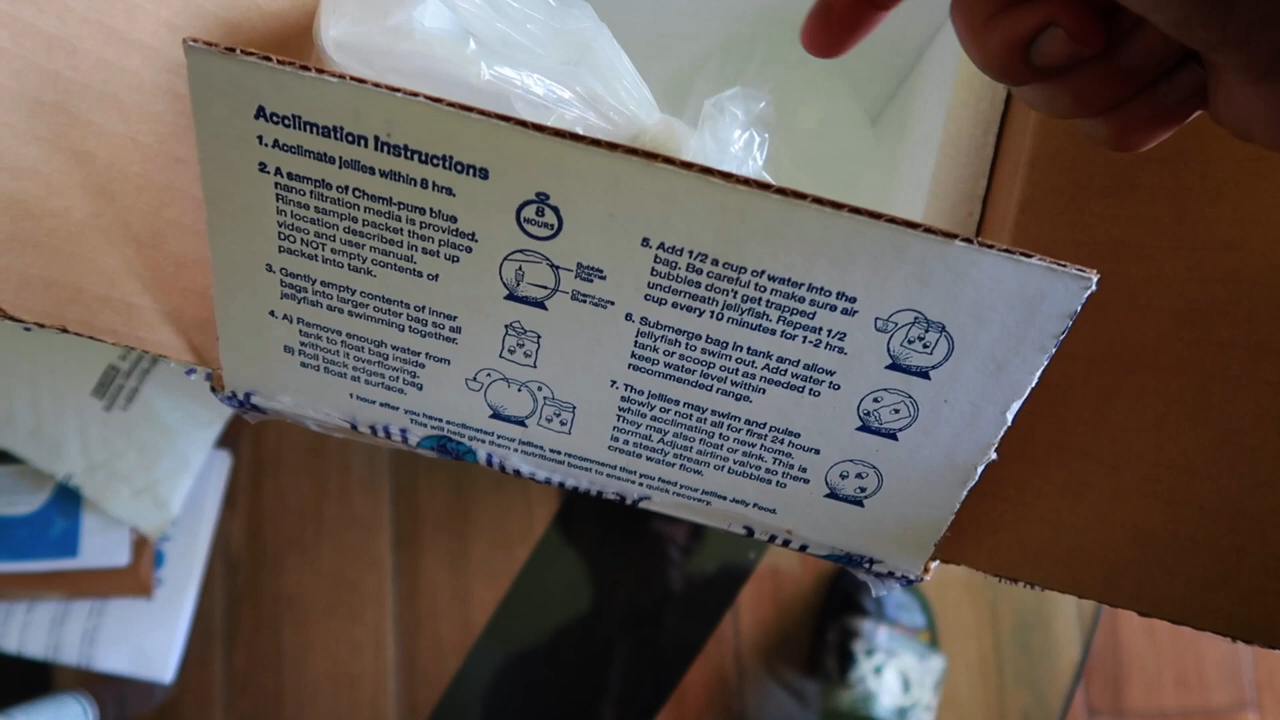 Acclimation Instructions
1. Acclimate jellies within 8 hrs.
2. A sample of Chemi-pure blue
nano filtration media is provided.
Rinse sample packet then place
in location described in set up
video and user manual.
DO NOT empty contents of
packet into tank.
3. Gently empty contents of inner
bags into larger outer bag so all
jellyfish are swimming together.
4. A) Remove enough water from
tank to float bag inside
without it overflowing.
B) Roll back edges of bag
and float at surface.
8
HOURS
Bubble
Channel
Plate
Chemi-pure
Blue nano
A
B
5. Add 1/2 a cup of water into the
bag. Be careful to make sure air
bubbles don't get trapped
underneath jellyfish. Repeat 1/2
cup every 10 minutes for 1-2 hrs.
6. Submerge bag in tank and allow
jellyfish to swim out. Add water to
tank or scoop out as needed to
keep water level within
recommended range.
7. The jellies may swim and pulse
slowly or not at all for first 24 hours
while acclimating to new home.
They may also float or sink. This is
normal. Adjust airline valve so there
is a steady stream of bubbles to
create water flow.
1 hour after you have acclimated your jellies, we recommend that you feed your jellies Jelly Food.
This will help give them a nutritional boost to ensure a quick recovery.